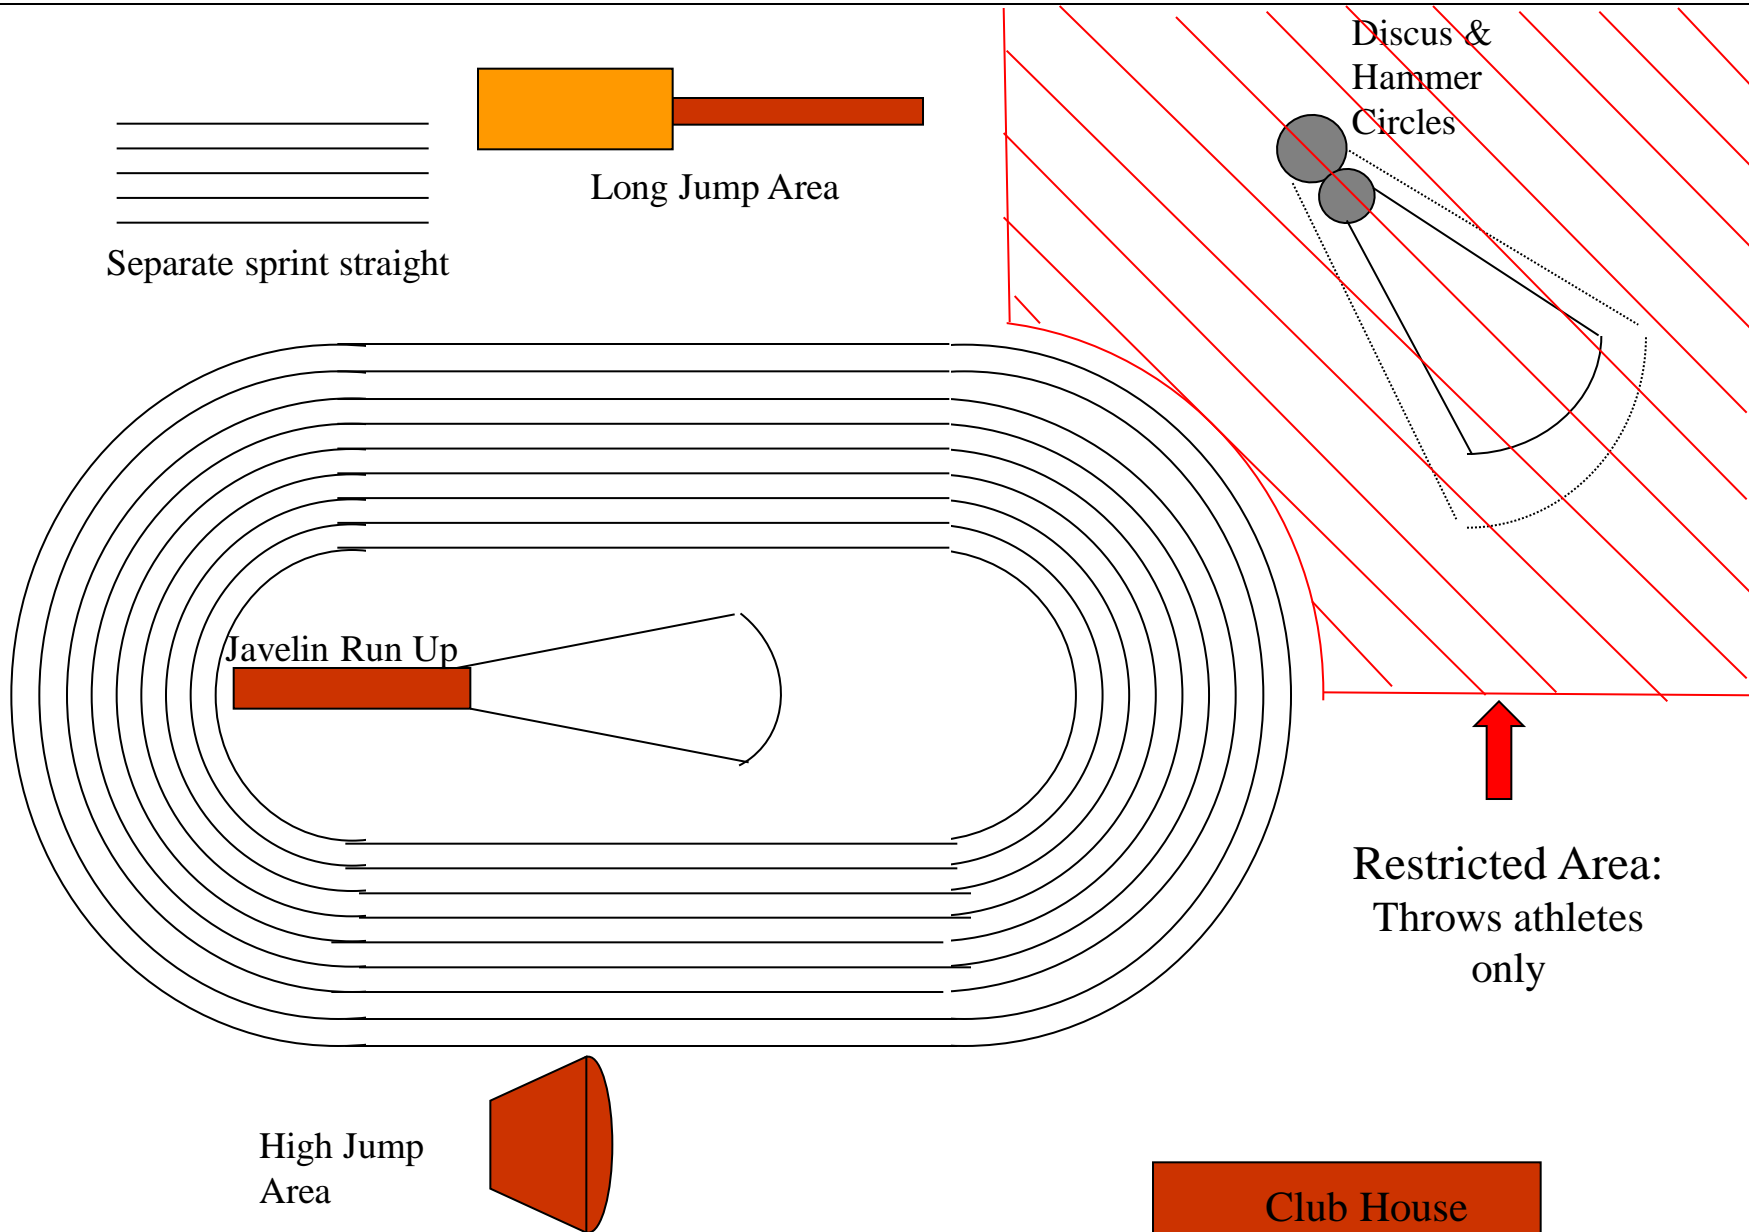 Discus &
Hammer
Circles
Long Jump Area
Separate sprint straight
Javelin Run Up
Restricted Area:
Throws athletes
only
High Jump
Area
Club House